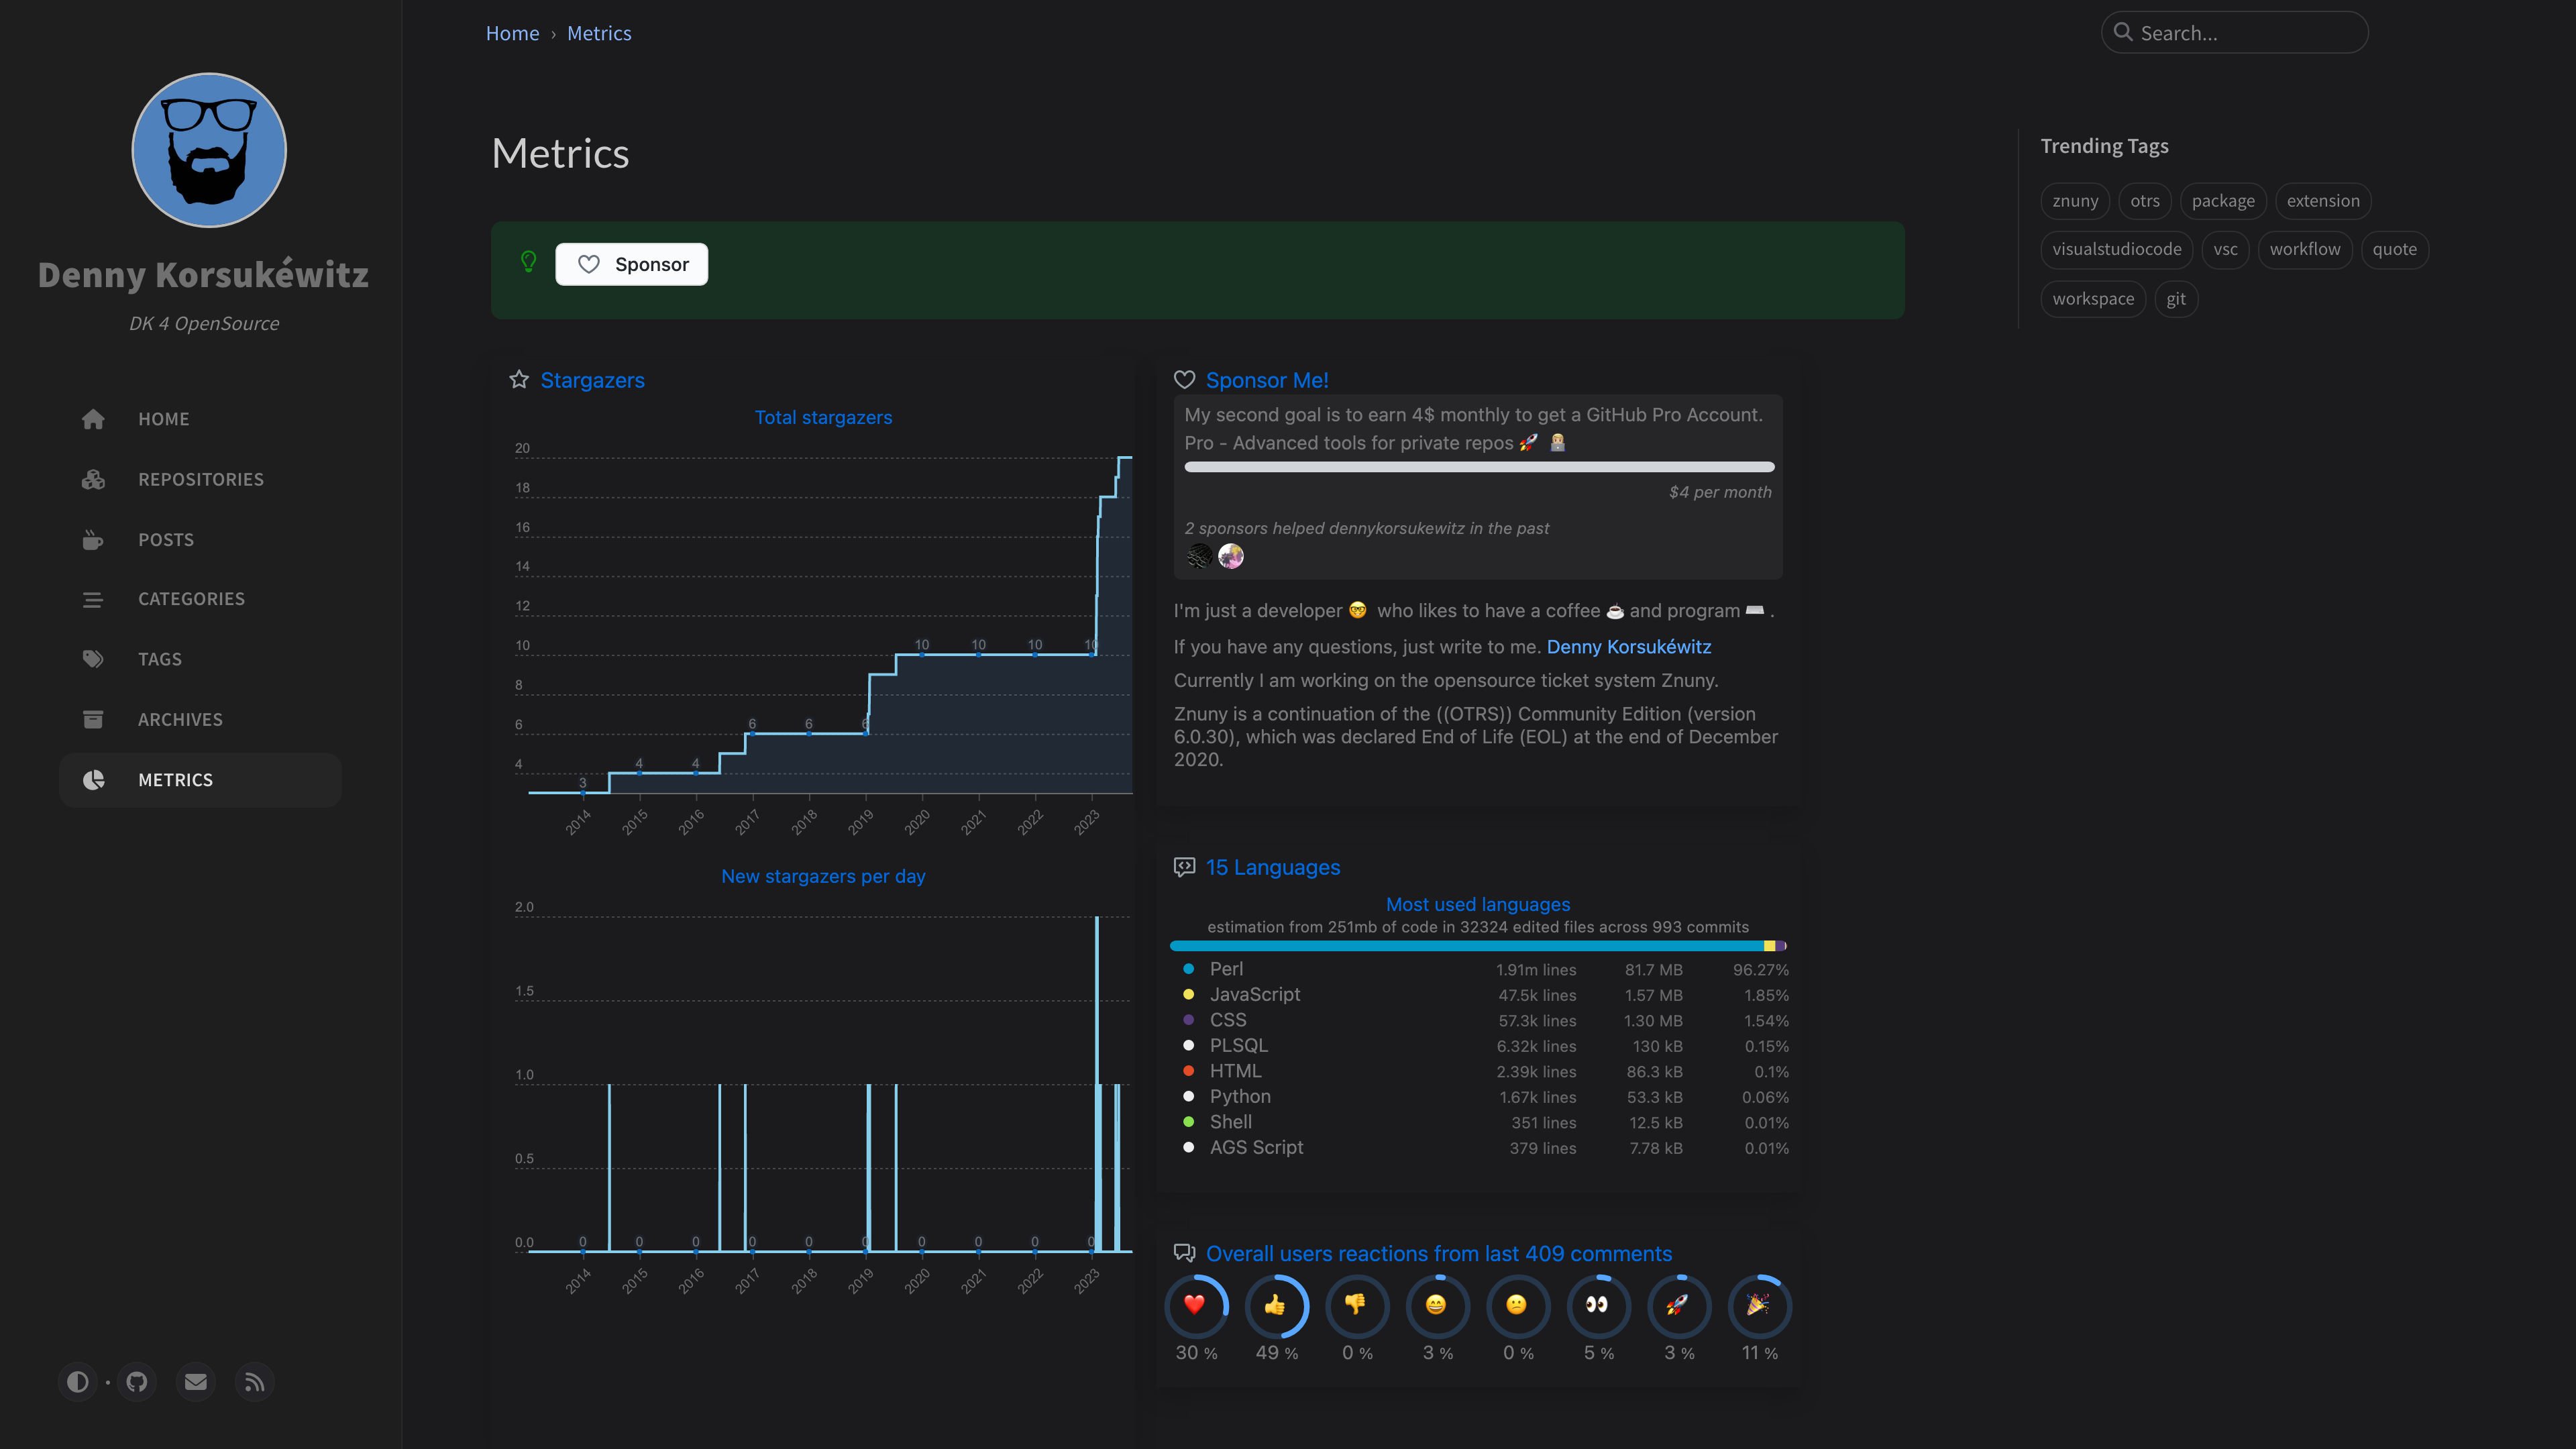 Denny Korsukéwitz
DK 4 OpenSource
HOME
REPOSITORIES
POSTS
CATEGORIES
TAGS
ARCHIVES
METRICS
Home › Metrics
Search...
Metrics
Sponsor
Stargazers
Total stargazers
20
18
16
14
12
10
8
6
4
3
4
4
6
6
6
10
10
10
10
2014 2015 2016 2017 2018 2019 2020 2021 2022 2023
New stargazers per day
2.0
1.5
1.0
0.5
0.0
0 0 0 0 0 0 0 0 0 0
2014 2015 2016 2017 2018 2019 2020 2021 2022 2023
Sponsor Me!
My second goal is to earn 4$ monthly to get a GitHub Pro Account.
Pro - Advanced tools for private repos 🚀 👨🏼‍💻
$4 per month
2 sponsors helped dennykorsukewitz in the past
I'm just a developer 🤓 who likes to have a coffee ☕ and program ⌨️ .
If you have any questions, just write to me. Denny Korsukéwitz
Currently I am working on the opensource ticket system Znuny.
Znuny is a continuation of the ((OTRS)) Community Edition (version
6.0.30), which was declared End of Life (EOL) at the end of December
2020.
15 Languages
Most used languages
estimation from 251mb of code in 32324 edited files across 993 commits
Perl 1.91m lines 81.7 MB 96.27%
JavaScript 47.5k lines 1.57 MB 1.85%
CSS 57.3k lines 1.30 MB 1.54%
PLSQL 6.32k lines 130 kB 0.15%
HTML 2.39k lines 86.3 kB 0.1%
Python 1.67k lines 53.3 kB 0.06%
Shell 351 lines 12.5 kB 0.01%
AGS Script 379 lines 7.78 kB 0.01%
Overall users reactions from last 409 comments
❤️ 👍 👎 😄 😕 👀 🚀 🎉
30 % 49 % 0 % 3 % 0 % 5 % 3 % 11 %
Trending Tags
znuny otrs package extension
visualstudiocode vsc workflow quote
workspace git